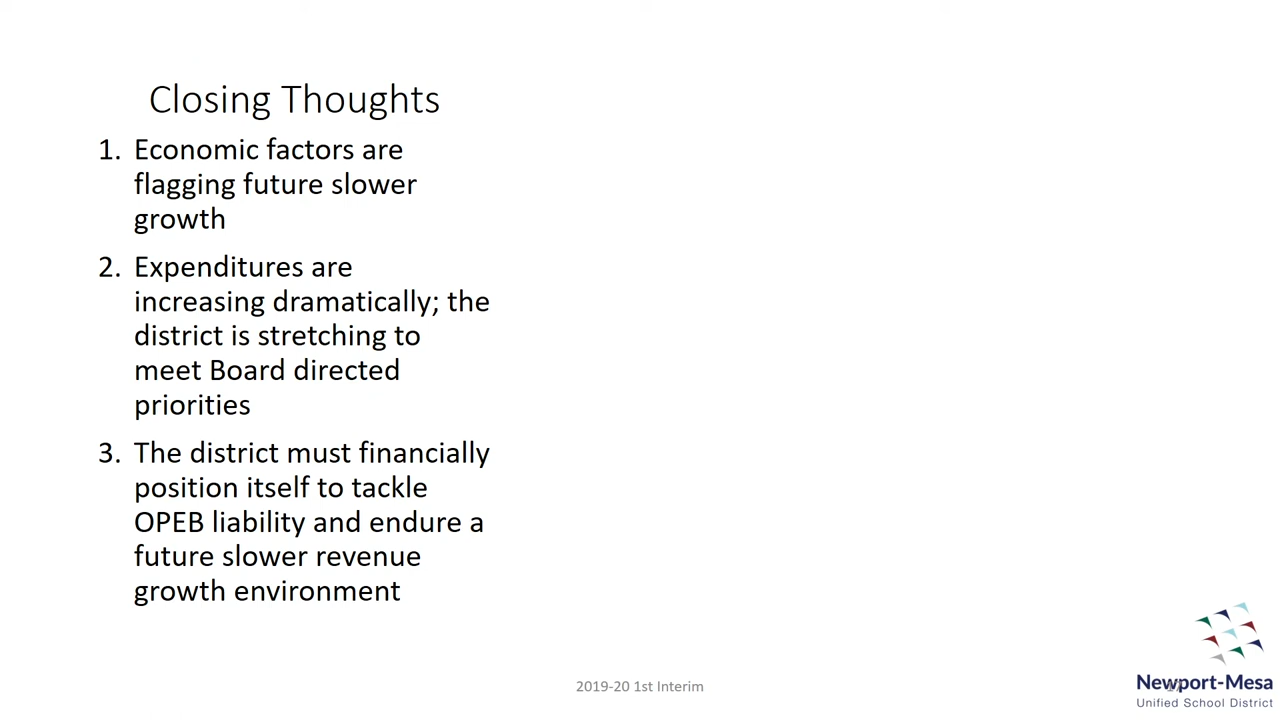 Closing Thoughts
1. Economic factors are
flagging future slower
growth
2. Expenditures are
increasing dramatically; the
district is stretching to
meet Board directed
priorities
3. The district must financially
position itself to tackle
OPEB liability and endure a
future slower revenue
growth environment
2019-20 1st Interim
Newport-Mesa
Unified School District